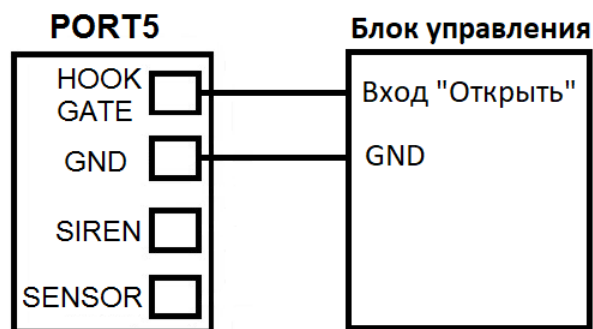 PORT5
Блок управления
HOOK
GATE
Вход "Открыть"
GND
GND
SIREN
SENSOR